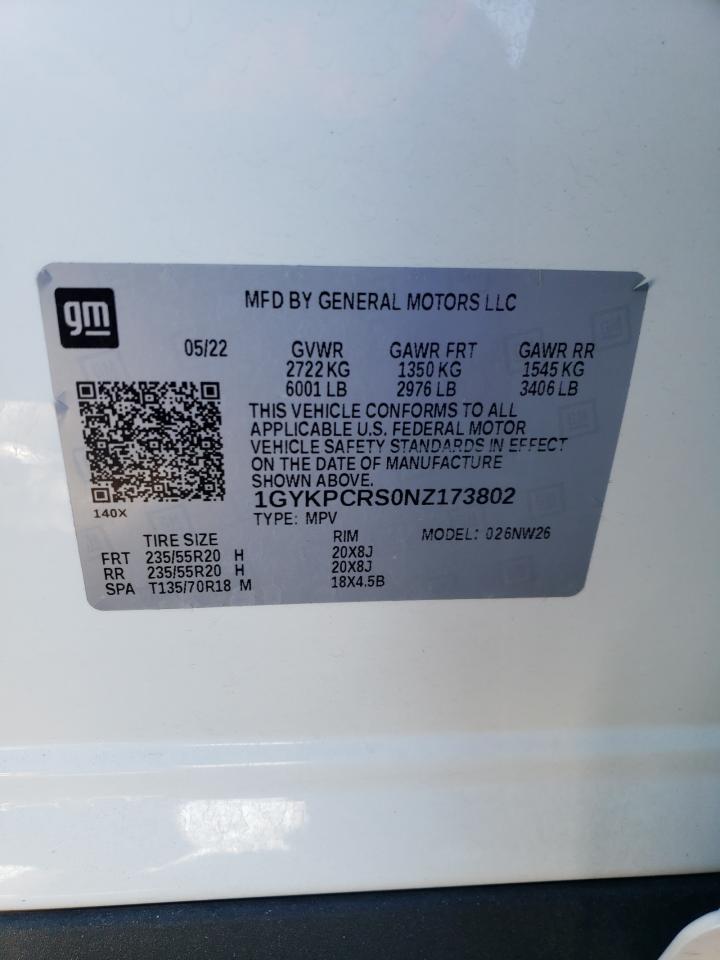 gm
MFD BY GENERAL MOTORS LLC
05/22 GVWR GAWR FRT GAWR RR
2722 KG 1350 KG 1545 KG
6001 LB 2976 LB 3406 LB
THIS VEHICLE CONFORMS TO ALL
APPLICABLE U.S. FEDERAL MOTOR
VEHICLE SAFETY STANDARDS IN EFFECT
ON THE DATE OF MANUFACTURE
SHOWN ABOVE.
1GYKPCRS0NZ173802
140X
TYPE: MPV
TIRE SIZE RIM MODEL: 026NW26
FRT 235/55R20 H 20X8J
RR 235/55R20 H 20X8J
SPA T135/70R18 M 18X4.5B